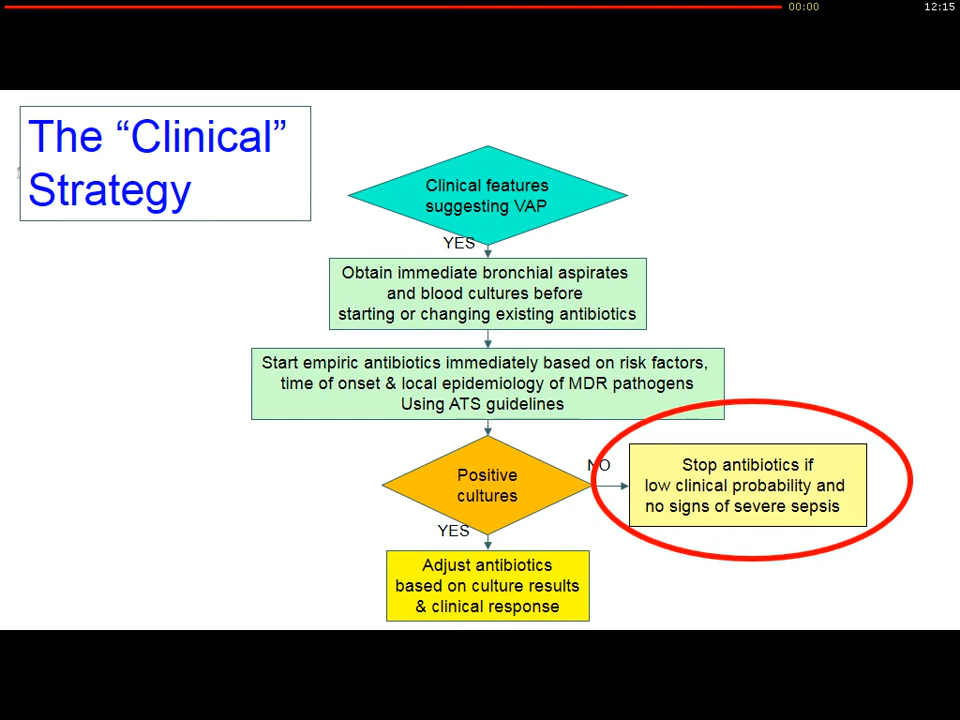 00:00
12:15
The “Clinical”
Strategy
Clinical features
suggesting VAP
YES
Obtain immediate bronchial aspirates
and blood cultures before
starting or changing existing antibiotics
Start empiric antibiotics immediately based on risk factors,
time of onset & local epidemiology of MDR pathogens
Using ATS guidelines
Positive
cultures
NO
Stop antibiotics if
low clinical probability and
no signs of severe sepsis
YES
Adjust antibiotics
based on culture results
& clinical response